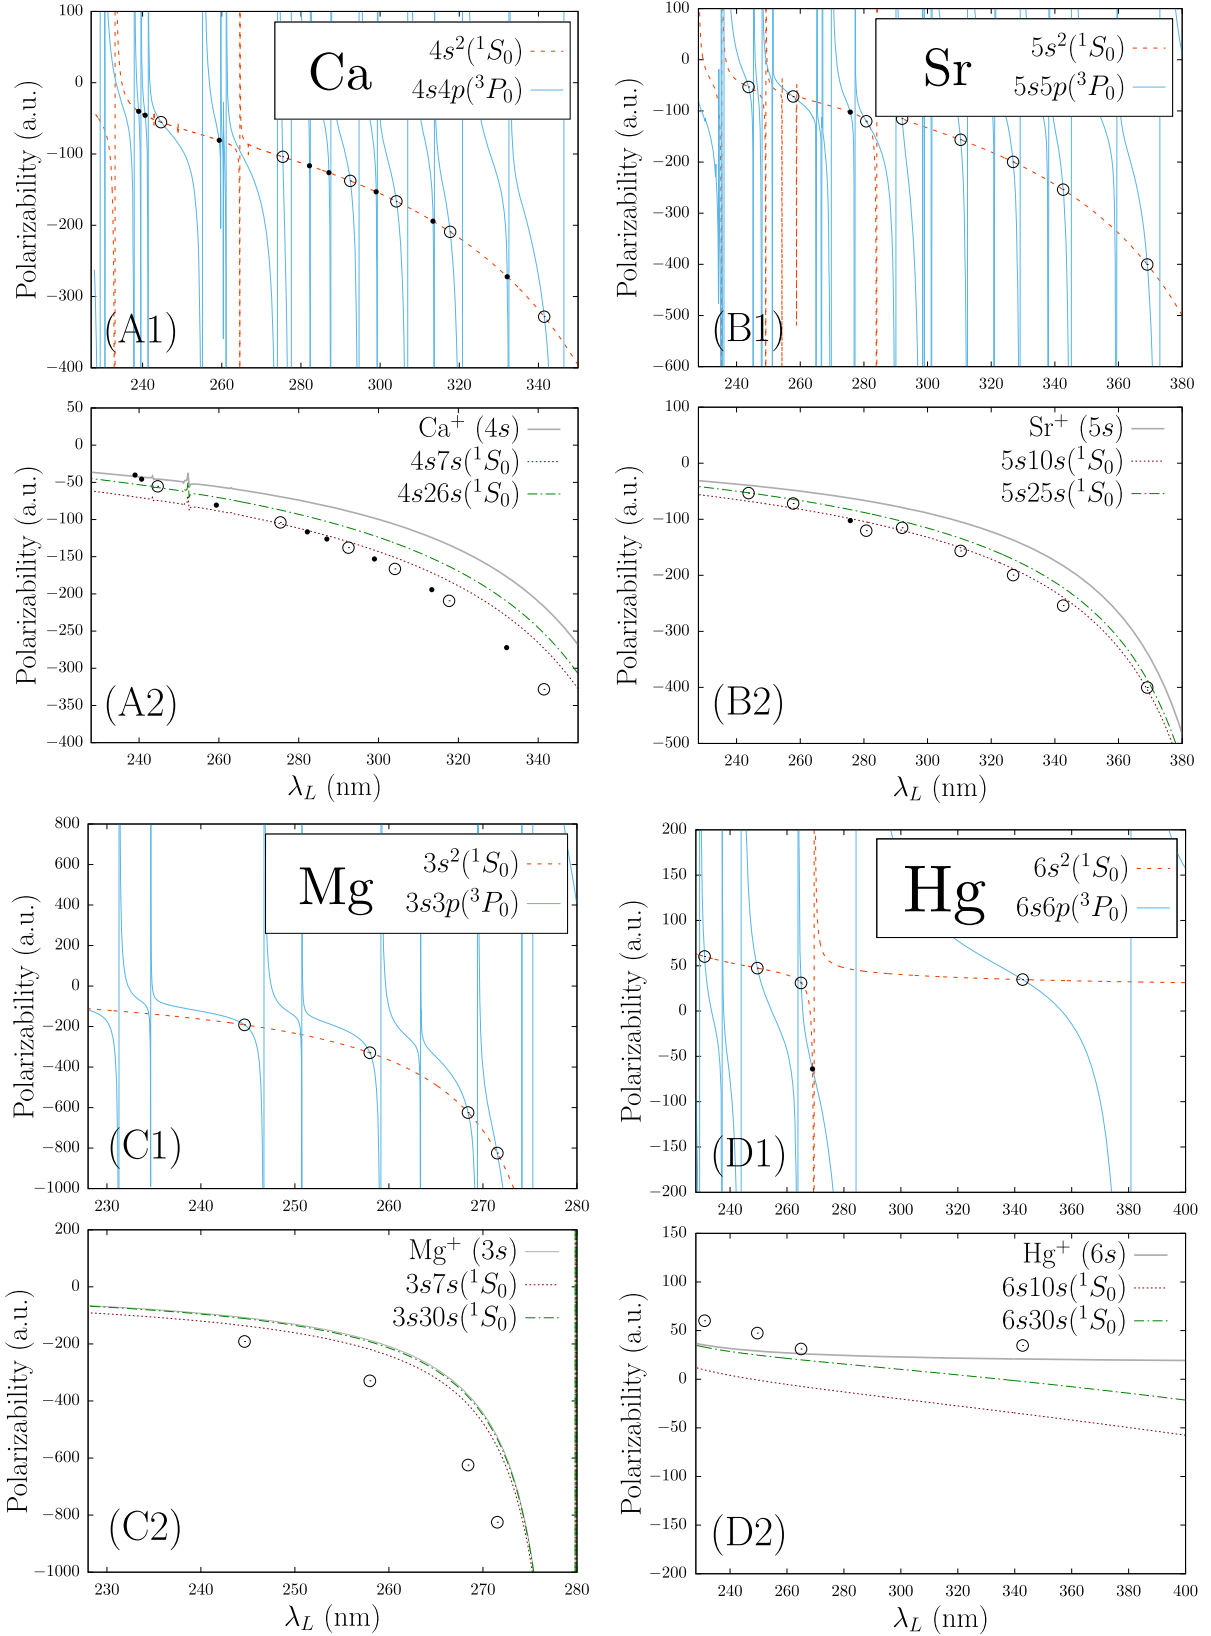 Polarizability (a.u.)
100
0
−100
−200
−300
−400
Ca
4s²(¹S₀)
4s4p(³P₀)
(A1)
240 260 280 300 320 340
Polarizability (a.u.)
100
0
−100
−200
−300
−400
−500
−600
Sr
5s²(¹S₀)
5s5p(³P₀)
(B1)
240 260 280 300 320 340 360 380
Polarizability (a.u.)
50
0
−50
−100
−150
−200
−250
−300
−350
−400
Ca⁺ (4s)
4s7s(¹S₀)
4s26s(¹S₀)
(A2)
240 260 280 300 320 340
λ_L (nm)
Polarizability (a.u.)
100
0
−100
−200
−300
−400
−500
Sr⁺ (5s)
5s10s(¹S₀)
5s25s(¹S₀)
(B2)
240 260 280 300 320 340 360 380
λ_L (nm)
Polarizability (a.u.)
800
600
400
200
0
−200
−400
−600
−800
−1000
Mg
3s²(¹S₀)
3s3p(³P₀)
(C1)
230 240 250 260 270 280
Polarizability (a.u.)
200
150
100
50
0
−50
−100
−150
−200
Hg
6s²(¹S₀)
6s6p(³P₀)
(D1)
240 260 280 300 320 340 360 380 400
Polarizability (a.u.)
200
0
−200
−400
−600
−800
−1000
Mg⁺ (3s)
3s7s(¹S₀)
3s30s(¹S₀)
(C2)
230 240 250 260 270 280
λ_L (nm)
Polarizability (a.u.)
150
100
50
0
−50
−100
−150
−200
Hg⁺ (6s)
6s10s(¹S₀)
6s30s(¹S₀)
(D2)
240 260 280 300 320 340 360 380 400
λ_L (nm)